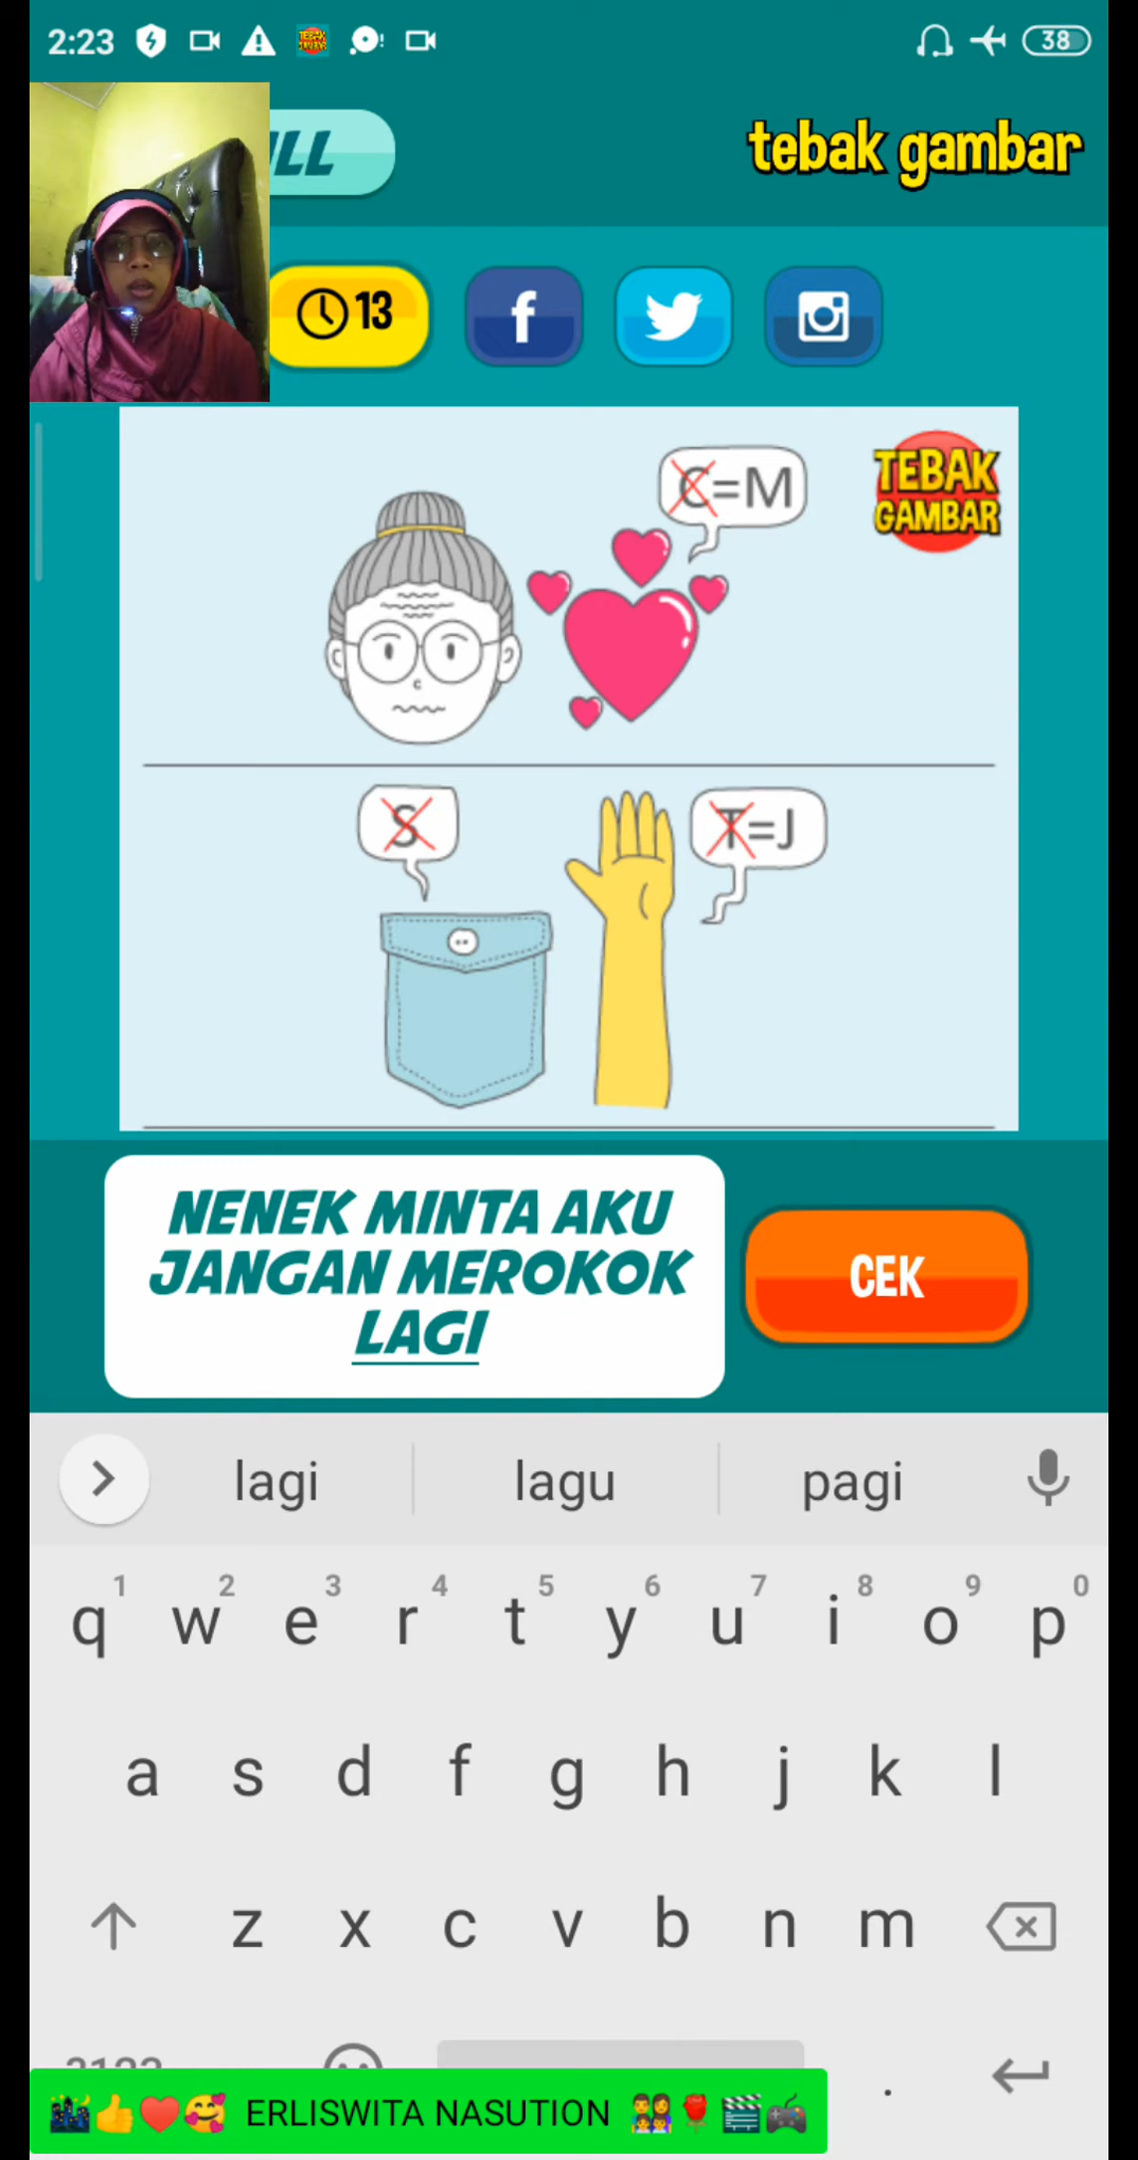 2:23
38
ILL
tebak gambar
13
f
C=M
TEBAK
GAMBAR
S
T=J
NENEK MINTA AKU
JANGAN MEROKOK
LAGI
CEK
lagi lagu pagi
1 2 3 4 5 6 7 8 9 0
q w e r t y u i o p
a s d f g h j k l
z x c v b n m
.
ERLISWITA NASUTION